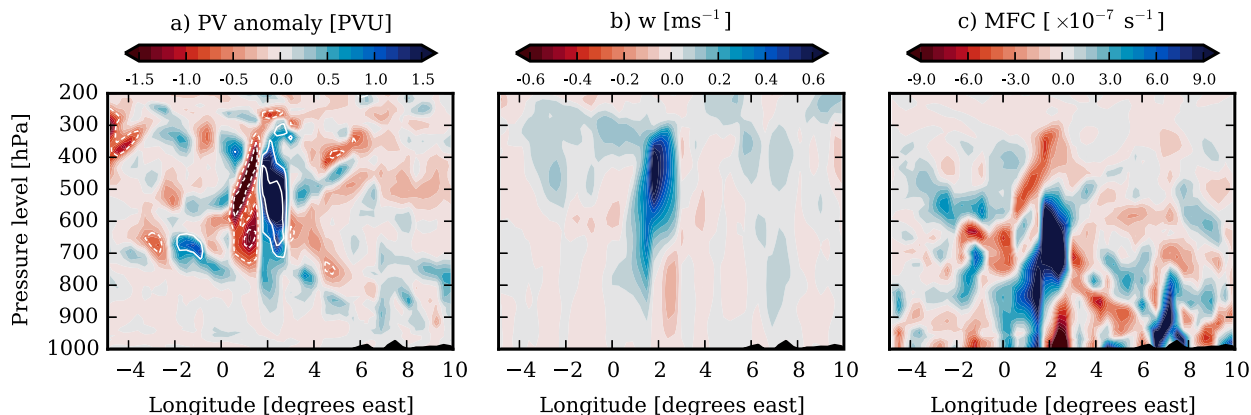 a) PV anomaly [PVU]
b) w [ms⁻¹]
c) MFC [ ×10⁻⁷ s⁻¹]
-1.5 -1.0 -0.5 0.0 0.5 1.0 1.5
-0.6 -0.4 -0.2 0.0 0.2 0.4 0.6
-9.0 -6.0 -3.0 0.0 3.0 6.0 9.0
Pressure level [hPa]
200
300
400
500
600
700
800
900
1000
−4 −2 0 2 4 6 8 10
−4 −2 0 2 4 6 8 10
−4 −2 0 2 4 6 8 10
Longitude [degrees east]
Longitude [degrees east]
Longitude [degrees east]